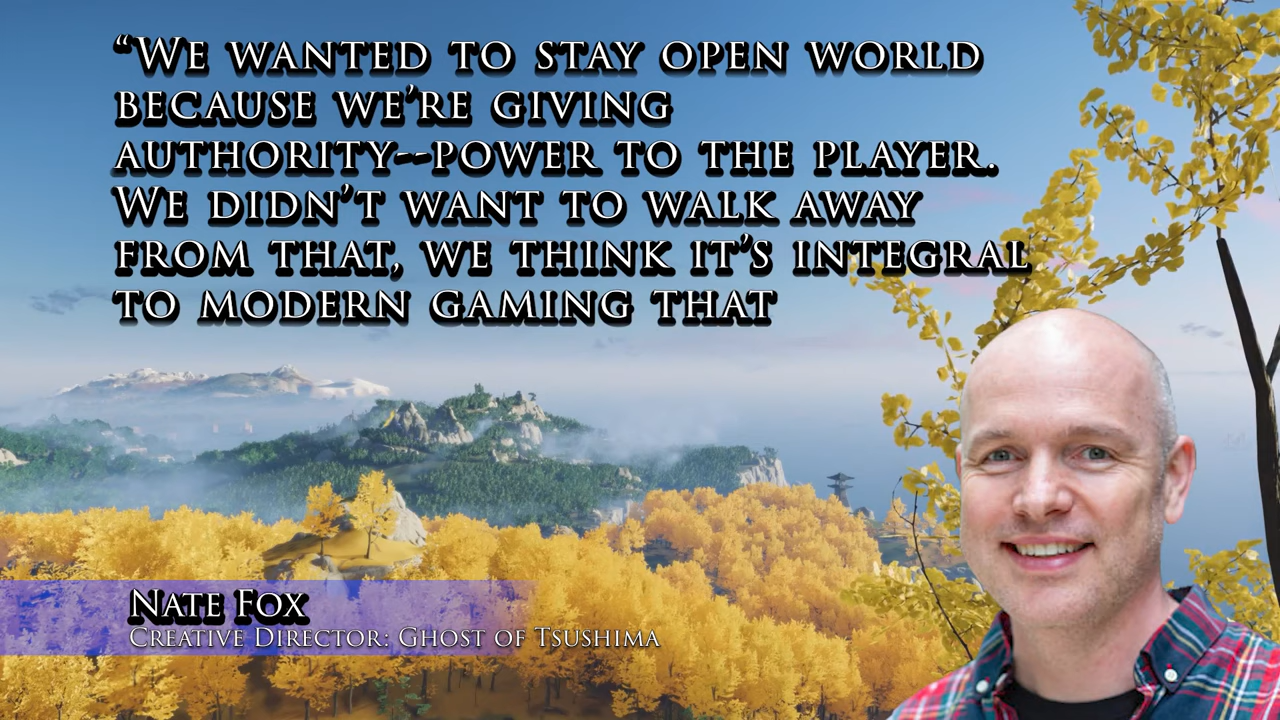 “We wanted to stay open world
because we’re giving
authority--power to the player.
We didn’t want to walk away
from that, we think it’s integral
to modern gaming that
Nate Fox
Creative Director: Ghost of Tsushima